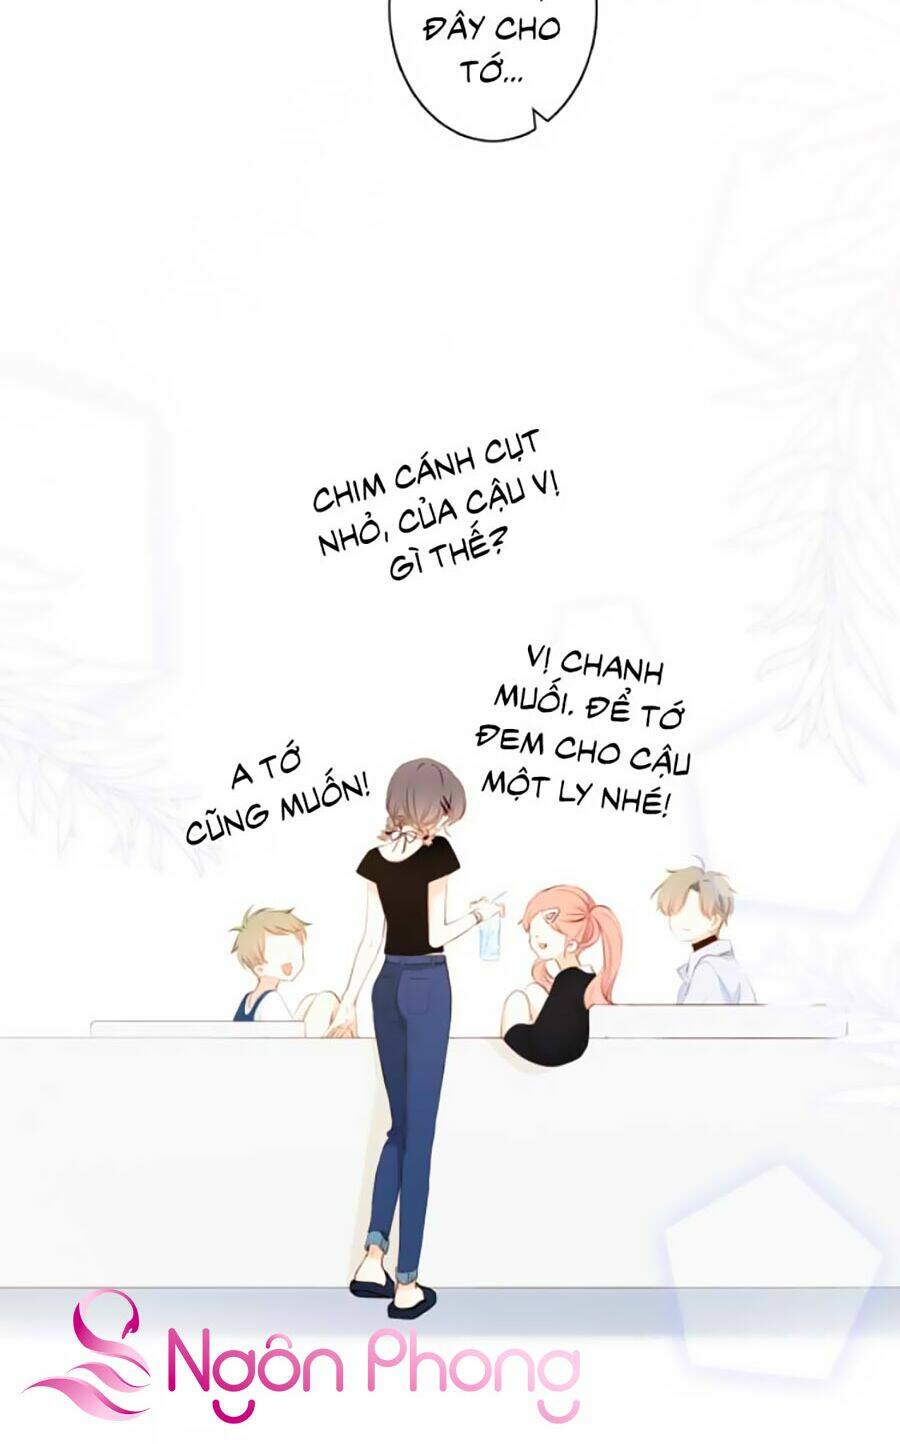 ĐÂY CHO
TỚ...
CHIM CÁNH CỤT
NHỎ, CỦA CẬU VỊ
GÌ THẾ?
VỊ CHANH
MUỐI. ĐỂ TỚ
ĐEM CHO CẬU
MỘT LY NHÉ!
A TỚ
CŨNG MUỐN!
Ngôn Phong